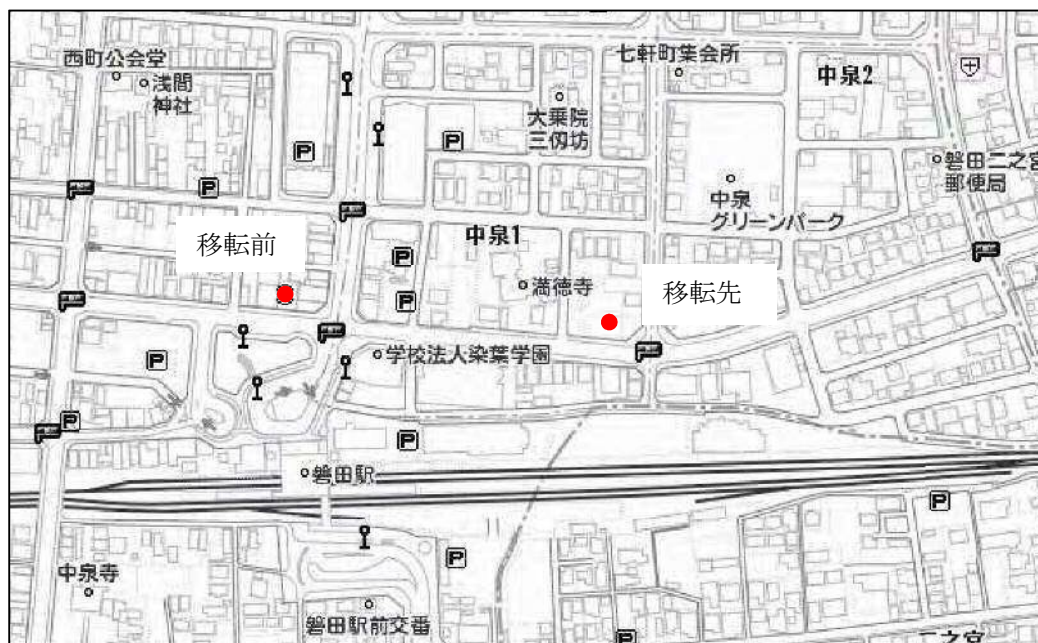 西町公会堂
浅間
神社
七軒町集会所
中泉2
大乗院
三仭坊
磐田二之宮
郵便局
中泉
グリーンパーク
移転前
中泉1
満徳寺
移転先
学校法人染葉学園
磐田駅
中泉寺
磐田駅前交番
二之宮
P
P
P
P
P
P
P
P
P
P
P